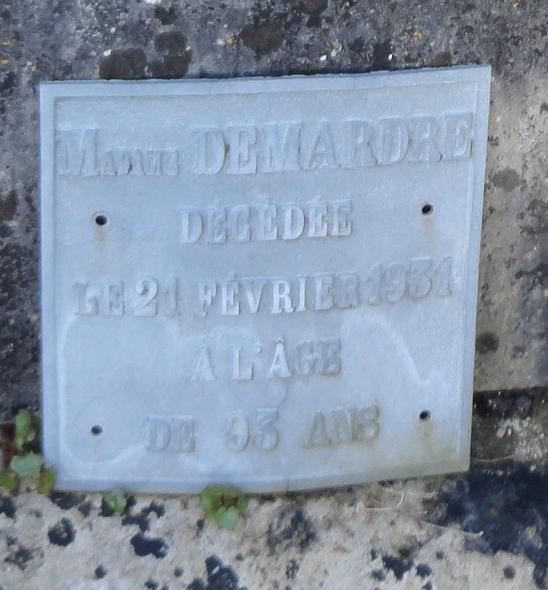 MADAME DEMARDRE
DÉCÉDÉE
LE 21 FÉVRIER 1931
A L'ÂGE
DE 93 ANS